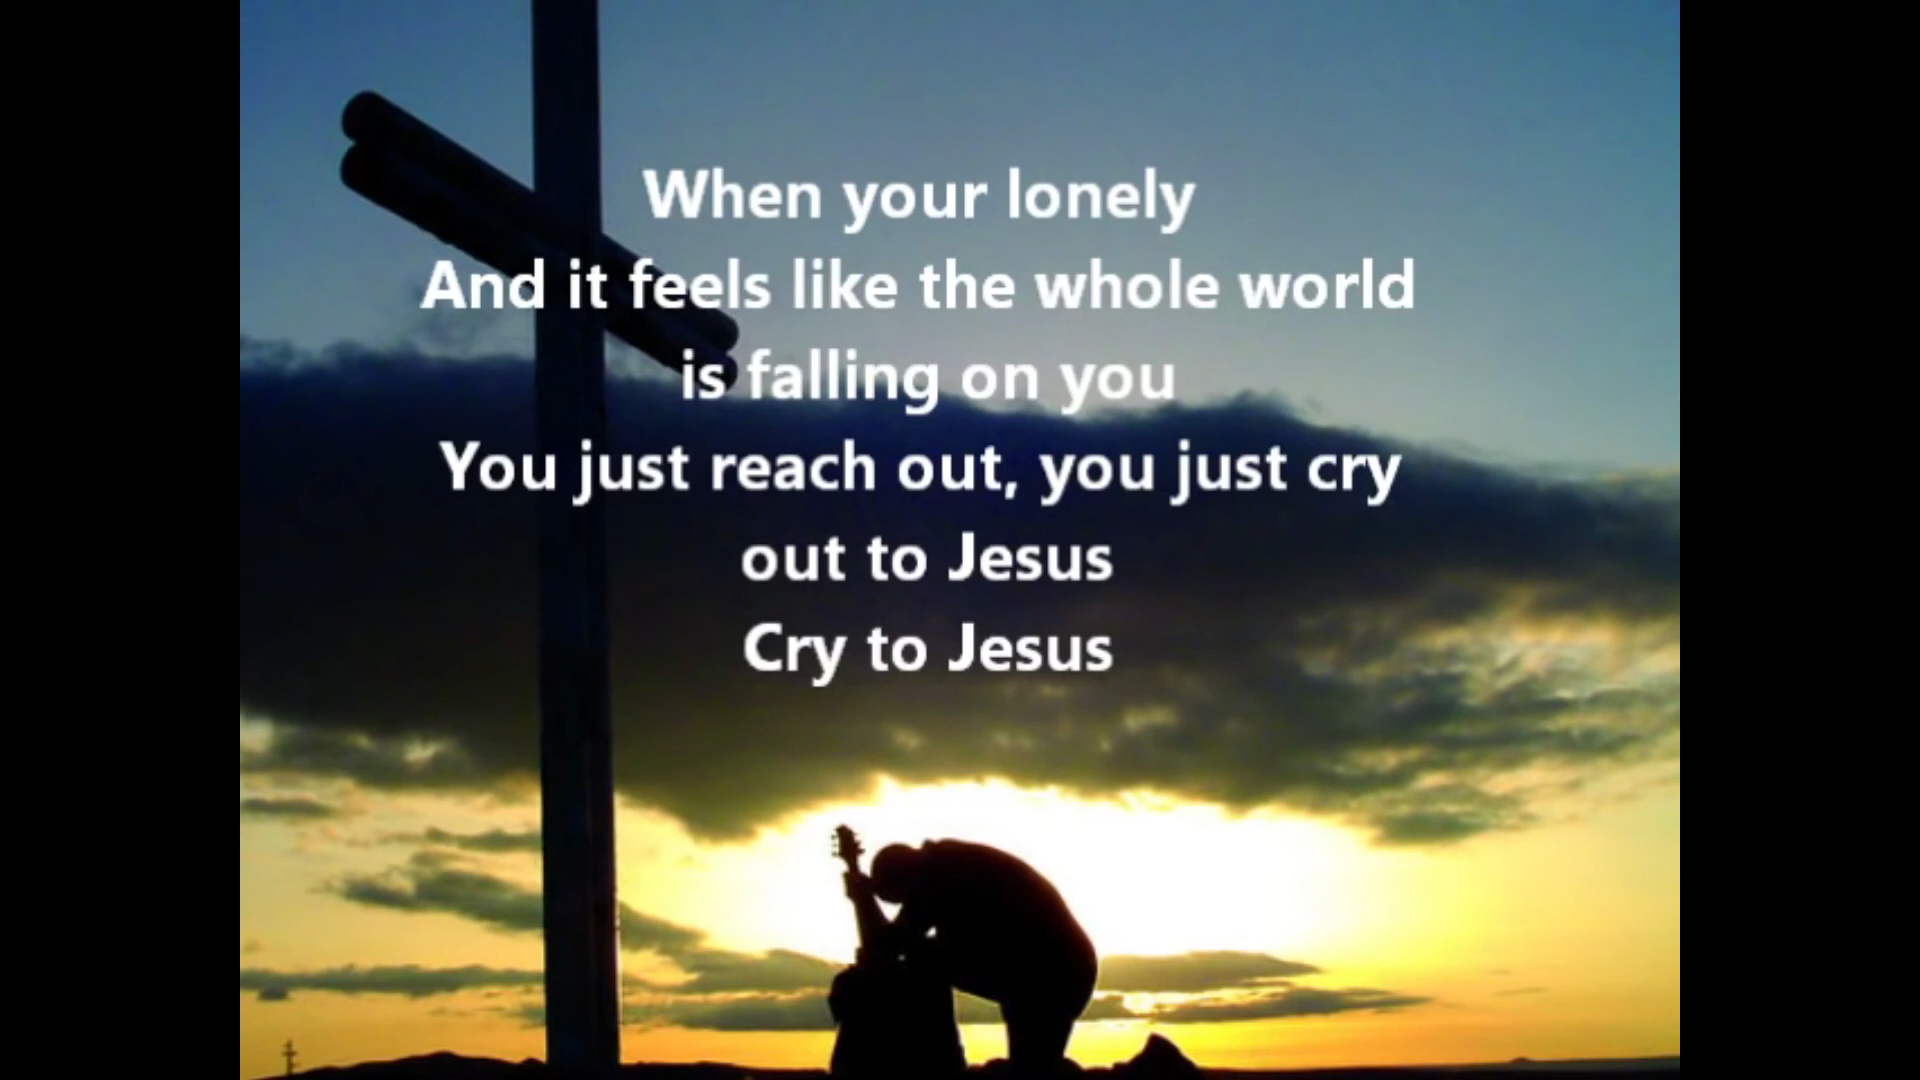 When your lonely
And it feels like the whole world
is falling on you
You just reach out, you just cry
out to Jesus
Cry to Jesus